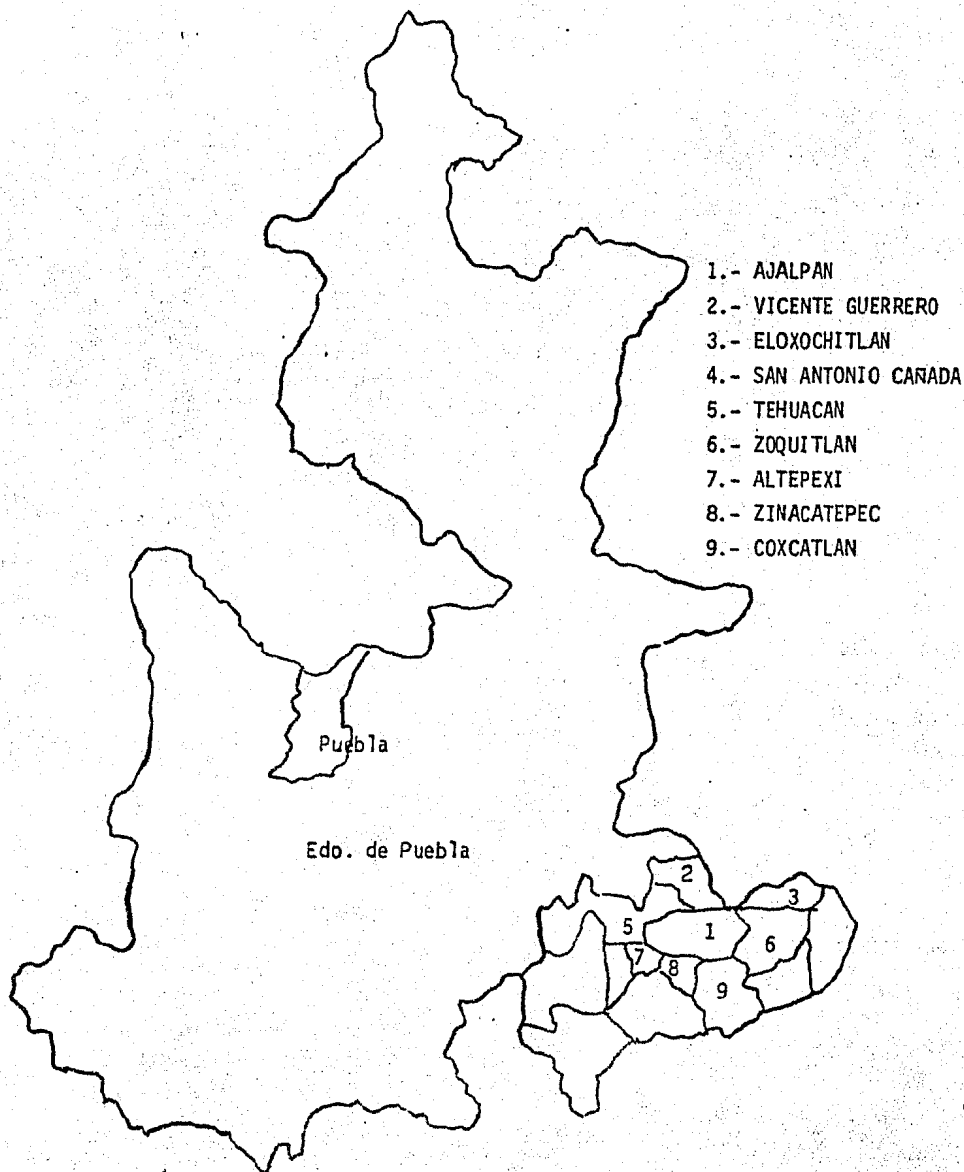 1.- AJALPAN
2.- VICENTE GUERRERO
3.- ELOXOCHITLAN
4.- SAN ANTONIO CAÑADA
5.- TEHUACAN
6.- ZOQUITLAN
7.- ALTEPEXI
8.- ZINACATEPEC
9.- COXCATLAN
Puebla
Edo. de Puebla
2
3
5
1
6
7
8
9